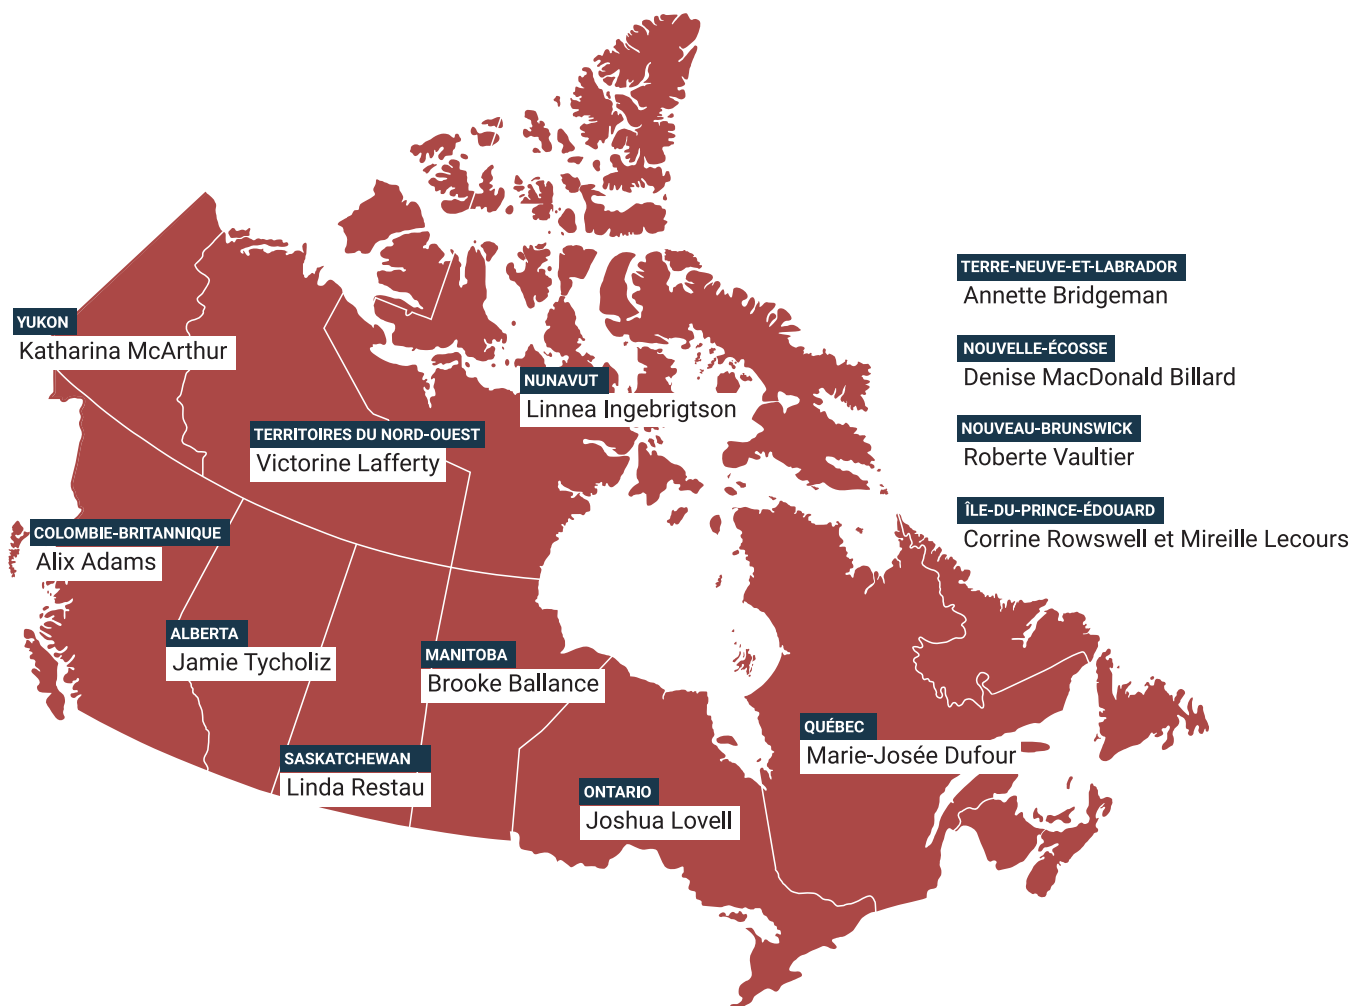 TERRE-NEUVE-ET-LABRADOR
Annette Bridgeman
YUKON
Katharina McArthur
NOUVELLE-ÉCOSSE
Denise MacDonald Billard
NUNAVUT
Linnea Ingebrigtson
TERRITOIRES DU NORD-OUEST
Victorine Lafferty
NOUVEAU-BRUNSWICK
Roberte Vaultier
ÎLE-DU-PRINCE-ÉDOUARD
Corrine Rowswell et Mireille Lecours
COLOMBIE-BRITANNIQUE
Alix Adams
ALBERTA
Jamie Tycholiz
MANITOBA
Brooke Ballance
QUÉBEC
Marie-Josée Dufour
SASKATCHEWAN
Linda Restau
ONTARIO
Joshua Lovell